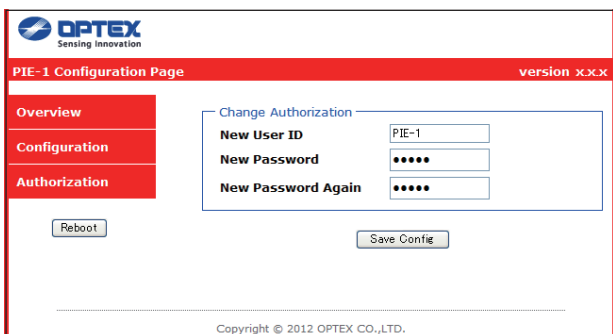 OPTEX
Sensing Innovation
PIE-1 Configuration Page version x.x.x
Overview
Configuration
Authorization
Reboot
Change Authorization
New User ID PIE-1
New Password •••••
New Password Again •••••
Save Config
Copyright © 2012 OPTEX CO.,LTD.